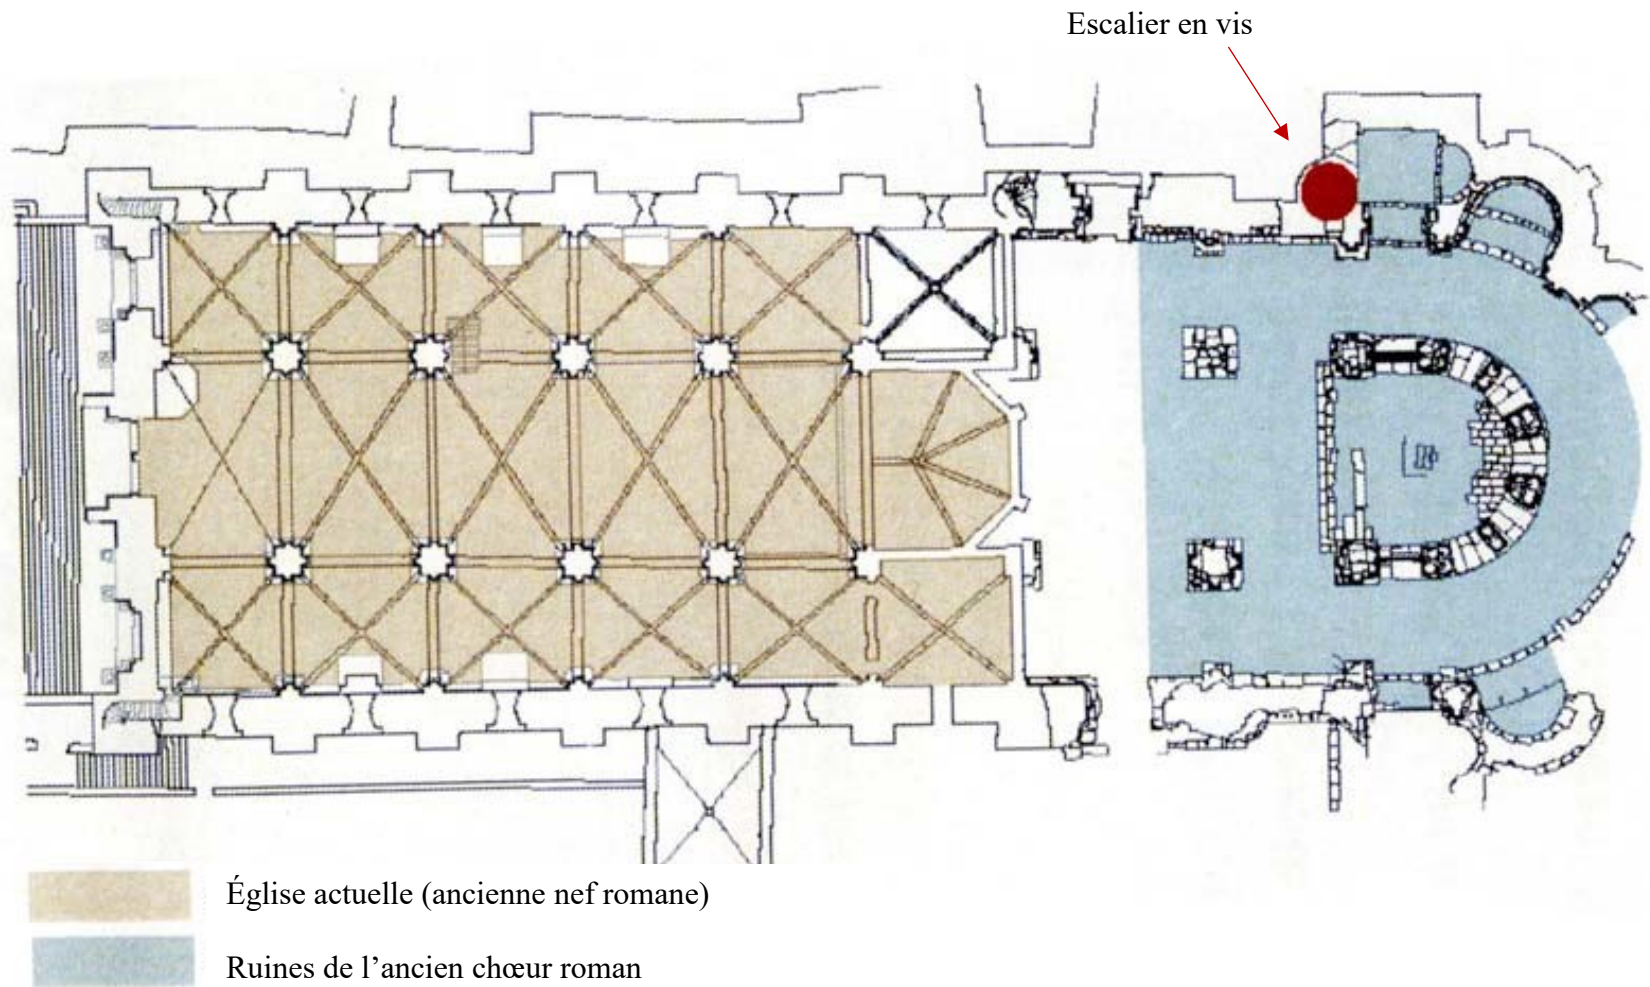 Escalier en vis
Église actuelle (ancienne nef romane)
Ruines de l’ancien chœur roman